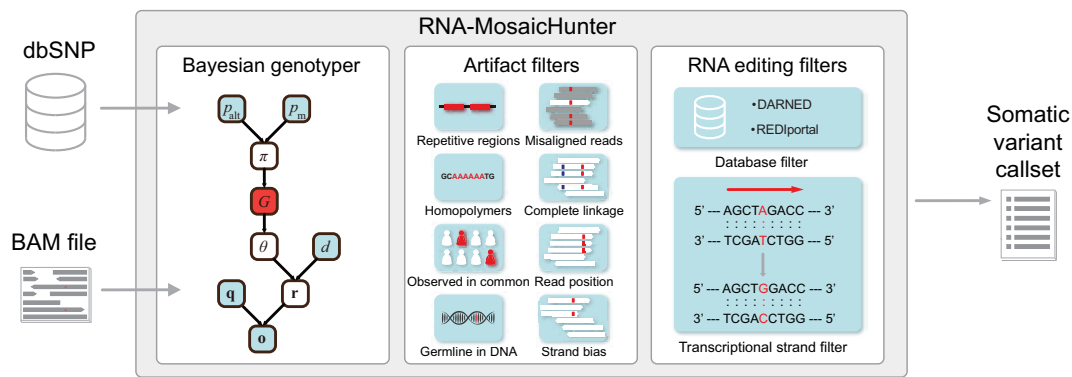 RNA-MosaicHunter
dbSNP
BAM file
Bayesian genotyper
p_alt
p_m
π
G
θ
d
q
r
o
Artifact filters
Repetitive regions
Misaligned reads
GCAAAAAATG
Homopolymers
Complete linkage
Observed in common
Read position
Germline in DNA
Strand bias
RNA editing filters
•DARNED
•REDIportal
Database filter
5' --- AGCTAGACC --- 3'
: : : : : : : : :
3' --- TCGATCTGG --- 5'
5' --- AGCTGGACC --- 3'
: : : : : : : : :
3' --- TCGACCTGG --- 5'
Transcriptional strand filter
Somatic
variant
callset